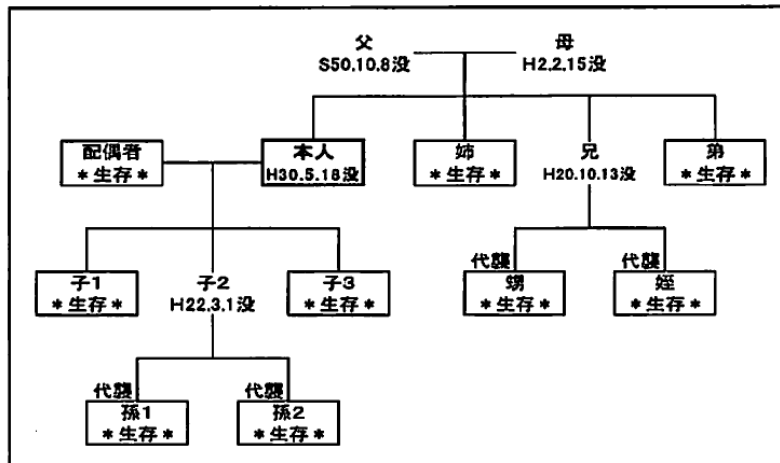 父 母
S50.10.8没 H2.2.15没
配偶者 本人 姉 兄 弟
*生存* H30.5.18没 *生存* H20.10.13没 *生存*
代襲 代襲
子1 子2 子3 甥 姪
*生存* H22.3.1没 *生存* *生存* *生存*
代襲 代襲
孫1 孫2
*生存* *生存*